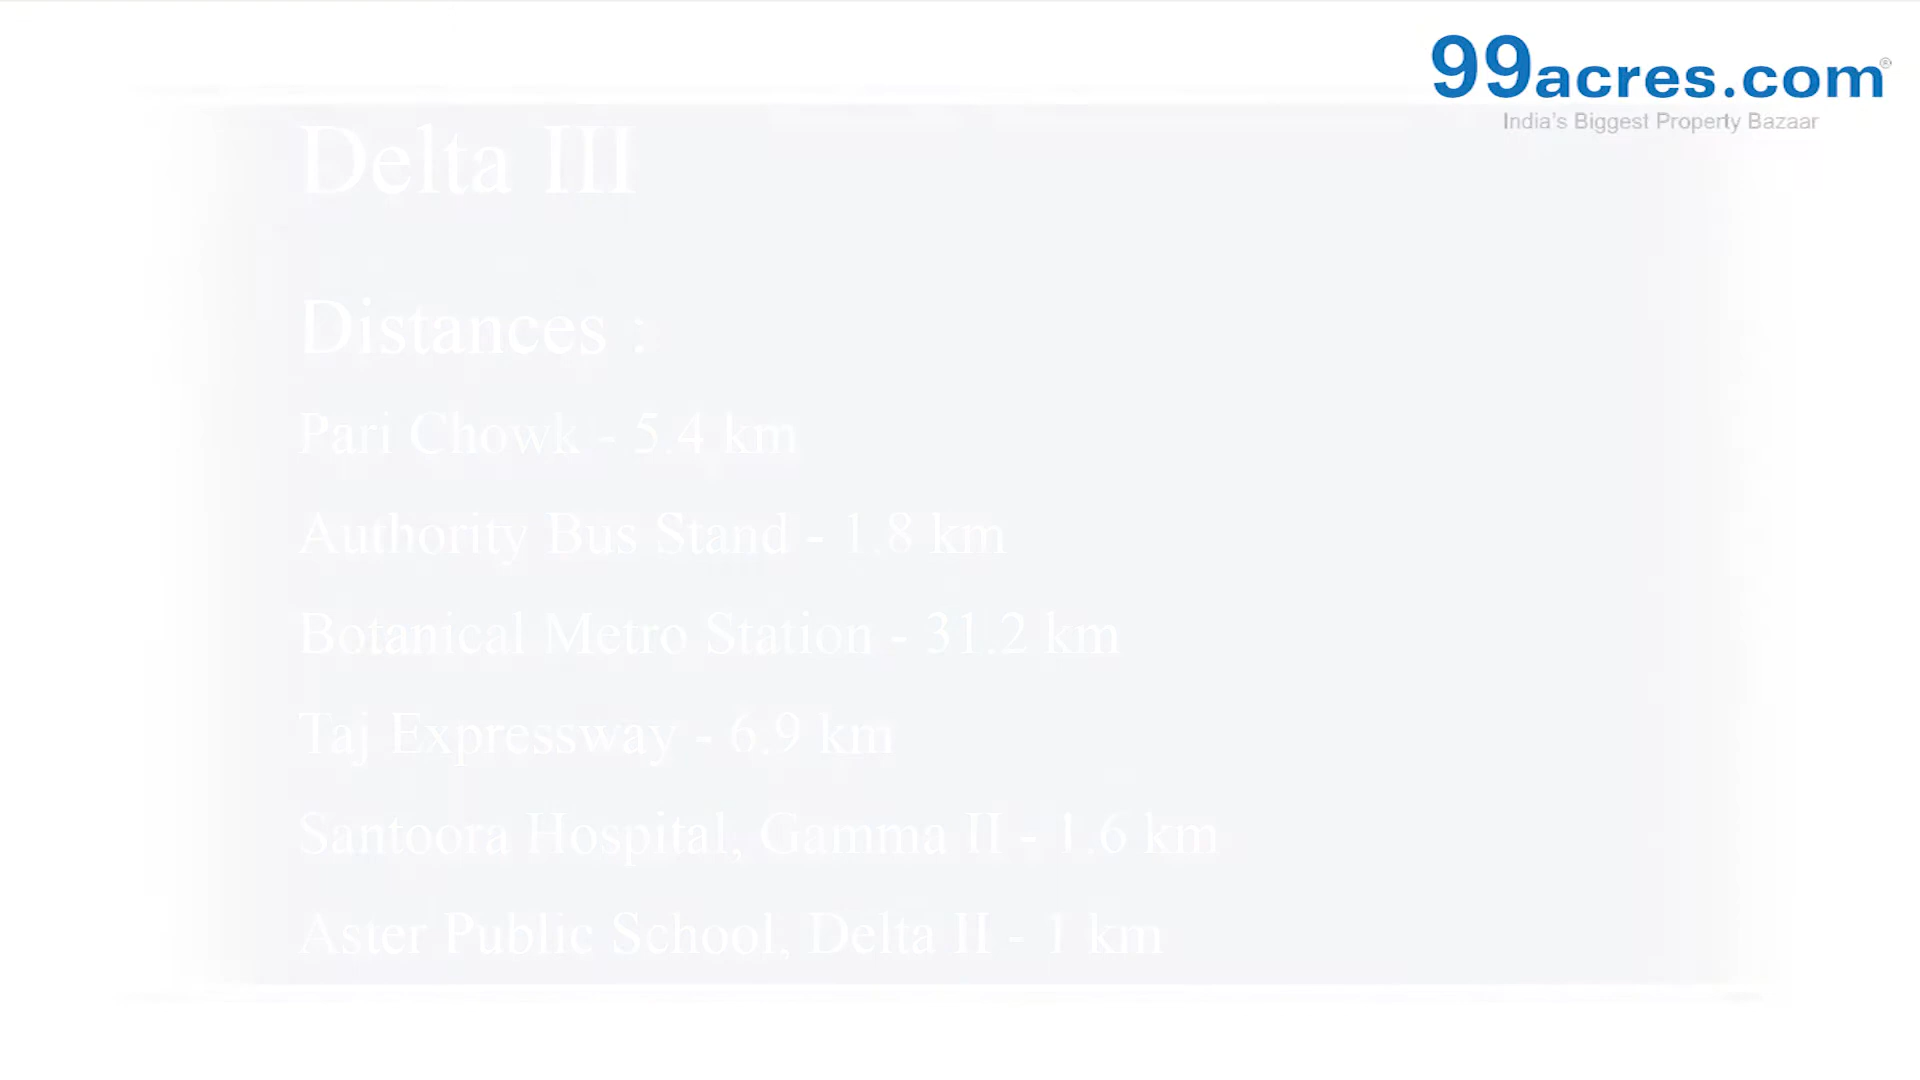 99acres.com®
India's Biggest Property Bazaar
Delta III
Distances :
Pari Chowk - 5.4 km
Authority Bus Stand - 1.8 km
Botanical Metro Station - 31.2 km
Taj Expressway - 6.9 km
Santoora Hospital, Gamma II - 1.6 km
Aster Public School, Delta II - 1 km